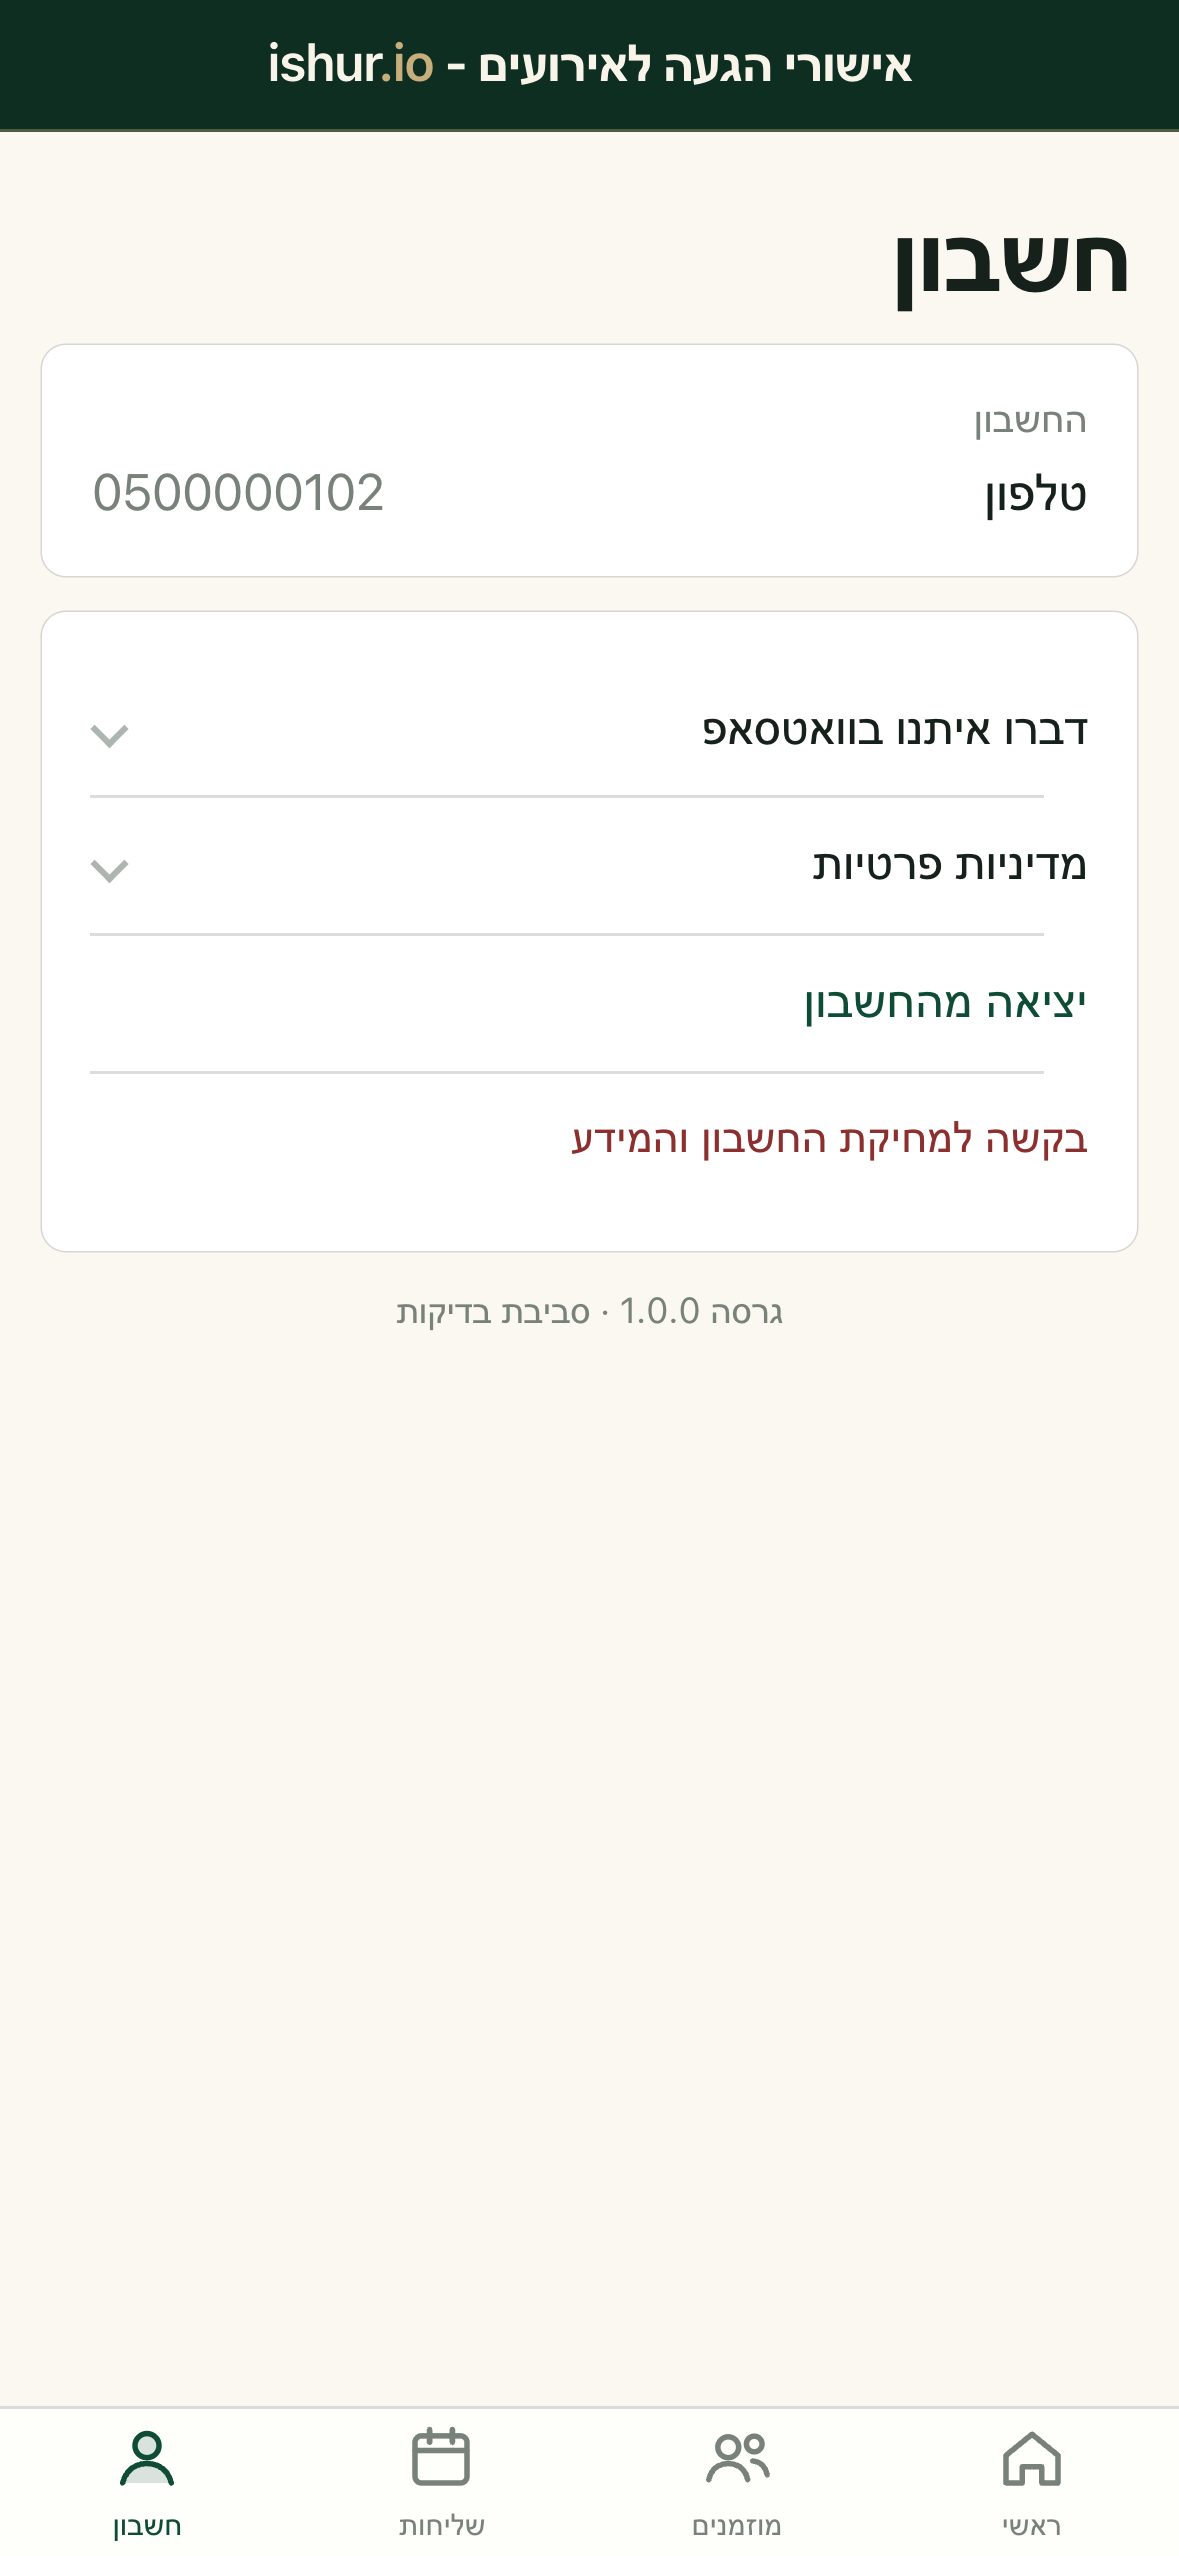 אישורי הגעה לאירועים - ishur.io
חשבון
החשבון
טלפון 0500000102
דברו איתנו בוואטסאפ
מדיניות פרטיות
יציאה מהחשבון
בקשה למחיקת החשבון והמידע
גרסה 1.0.0 · סביבת בדיקות
ראשי מוזמנים שליחות חשבון